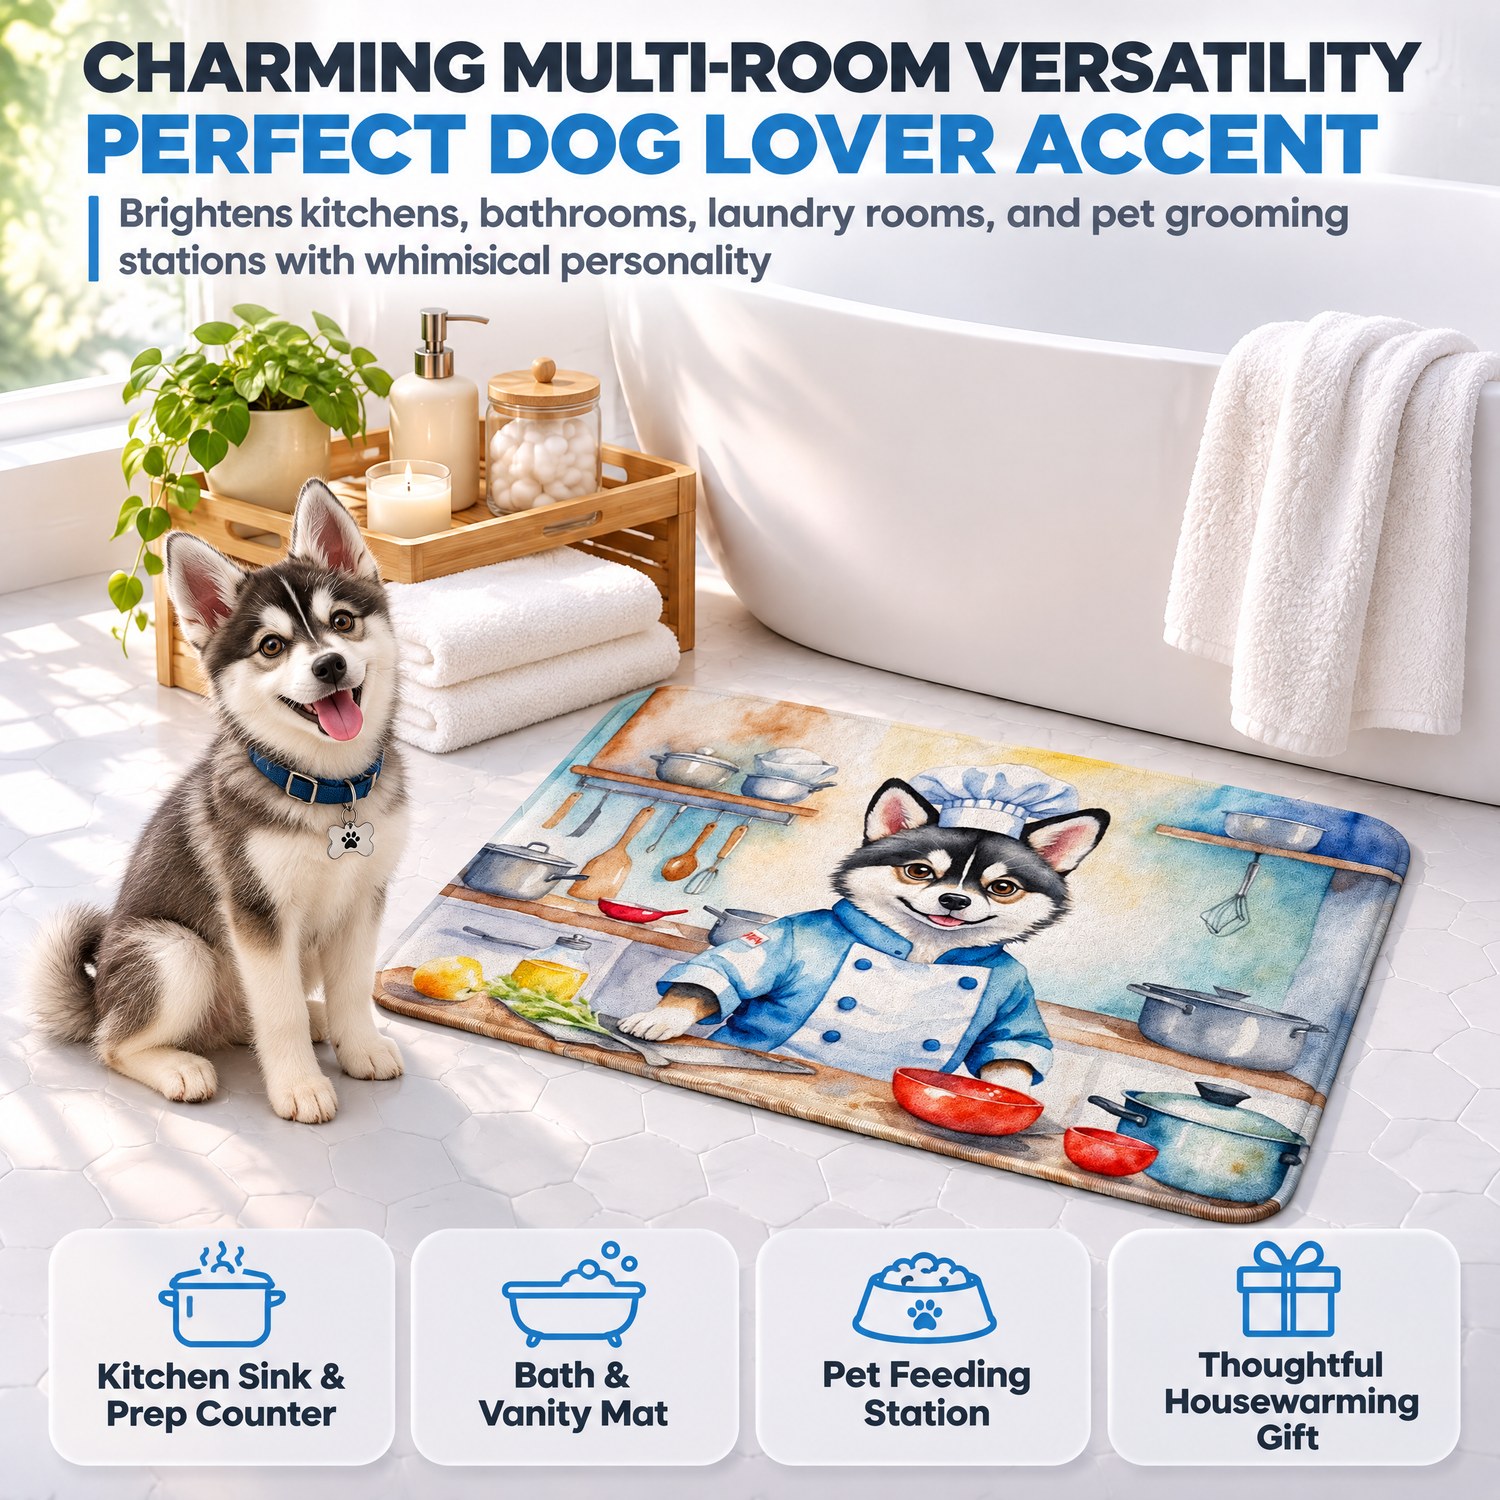 CHARMING MULTI-ROOM VERSATILITY
PERFECT DOG LOVER ACCENT
Brightens kitchens, bathrooms, laundry rooms, and pet grooming
stations with whimisical personality
Kitchen Sink &
Prep Counter
Bath &
Vanity Mat
Pet Feeding
Station
Thoughtful
Housewarming
Gift